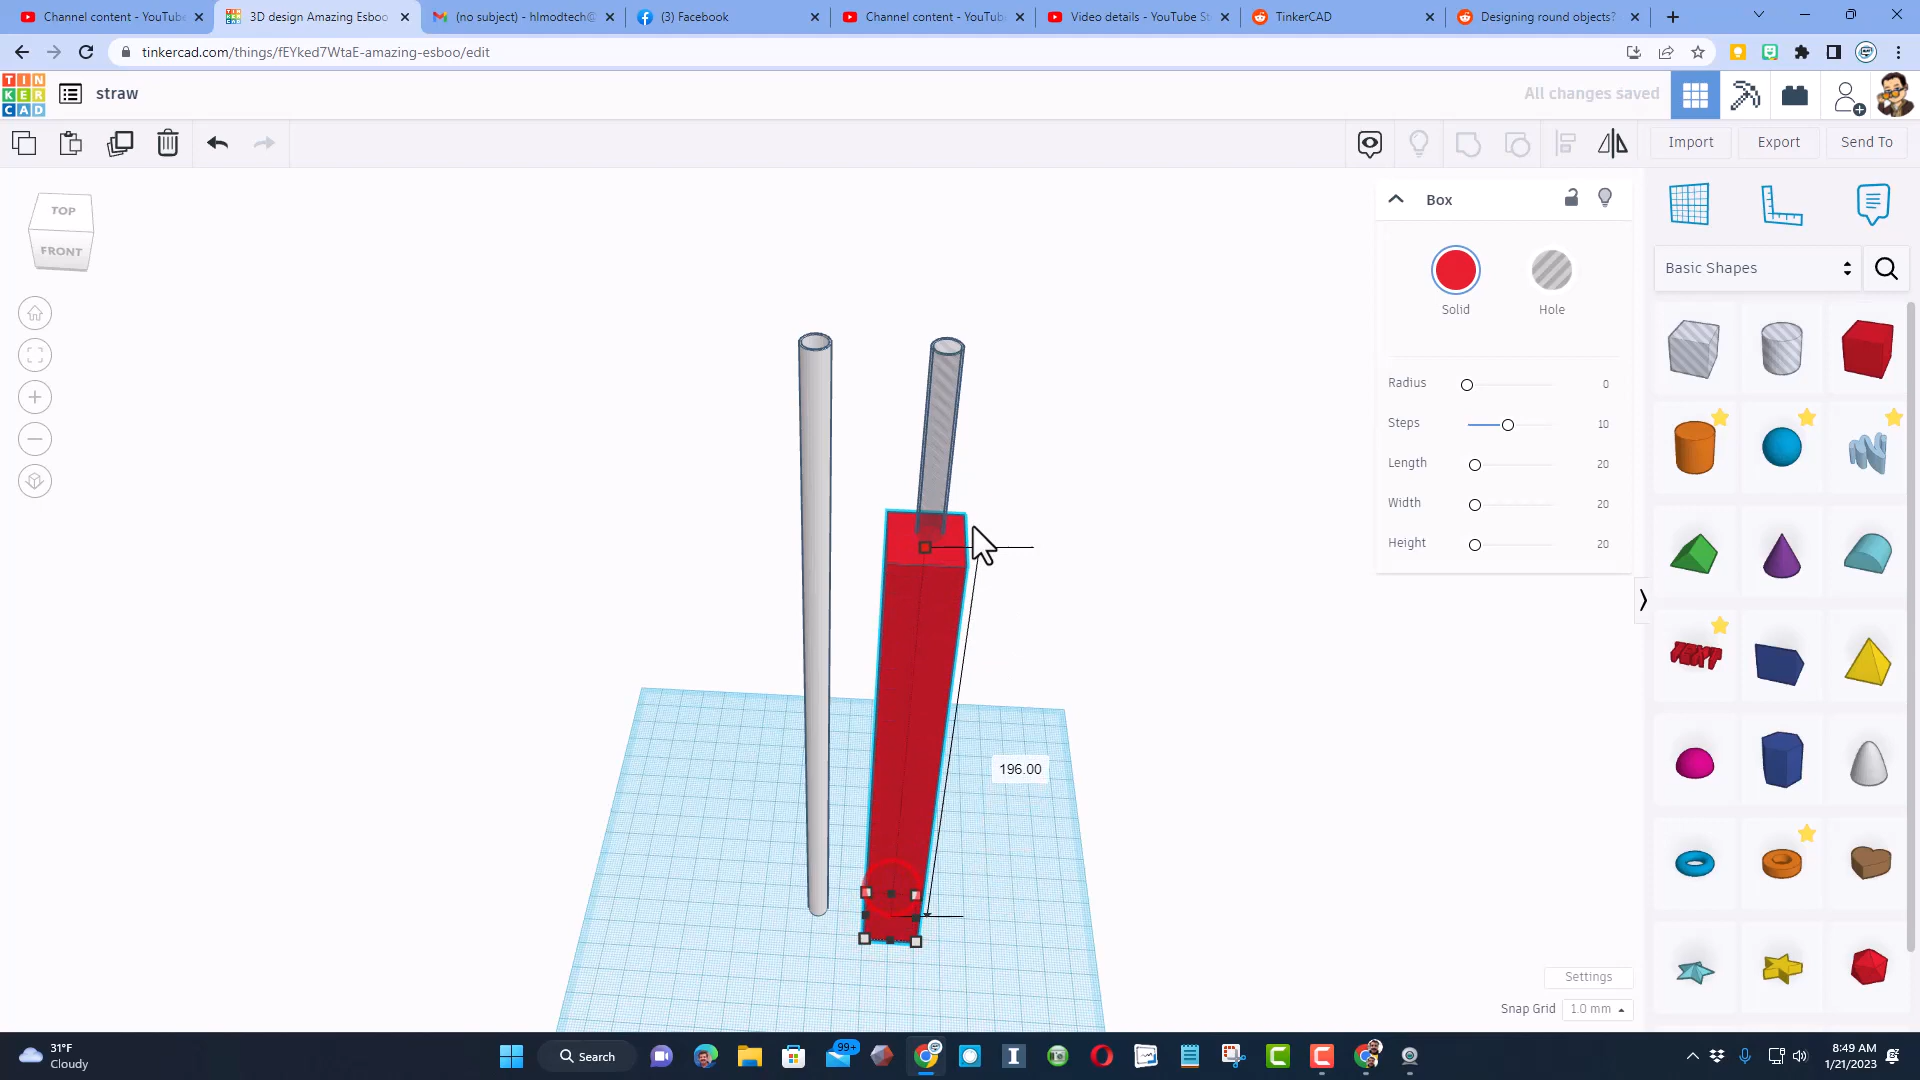 Channel content - YouTube
3D design Amazing Esboo
(no subject) - hlmodtech@
(3) Facebook
Channel content - YouTub
Video details - YouTube St
TinkerCAD
Designing round objects?
tinkercad.com/things/fEYked7WtaE-amazing-esboo/edit
TIN
KER
CAD
straw
All changes saved
Import
Export
Send To
TOP
FRONT
Box
Solid
Hole
Radius 0
Steps 10
Length 20
Width 20
Height 20
Basic Shapes
TEXT
196.00
Settings
Snap Grid 1.0 mm
31°F
Cloudy
Search
99+
8:49 AM
1/21/2023